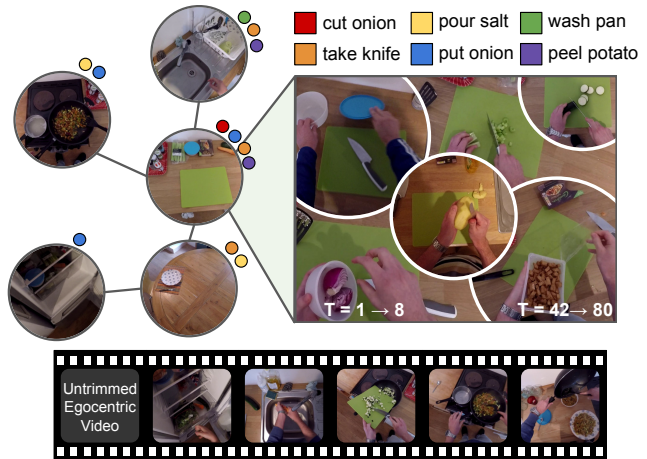 cut onion
pour salt
wash pan
take knife
put onion
peel potato
T = 1 → 8
T = 42→ 80
Untrimmed
Egocentric
Video